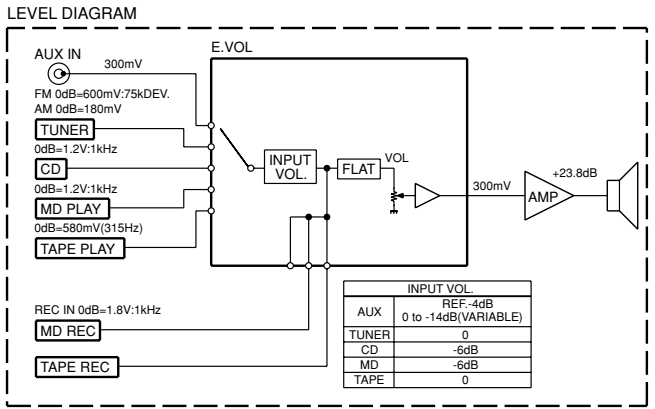 LEVEL DIAGRAM
E.VOL
AUX IN
300mV
FM 0dB=600mV:75kDEV.
AM 0dB=180mV
TUNER
0dB=1.2V:1kHz
CD
0dB=1.2V:1kHz
MD PLAY
0dB=580mV(315Hz)
TAPE PLAY
INPUT
VOL.
FLAT
VOL
300mV
AMP
+23.8dB
REC IN 0dB=1.8V:1kHz
MD REC
TAPE REC
INPUT VOL.
AUX
REF.-4dB
0 to -14dB(VARIABLE)
TUNER 0
CD -6dB
MD -6dB
TAPE 0